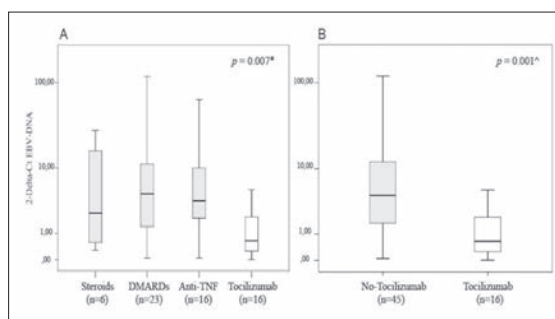 A
p = 0.007*
2-Delta-Ct EBV-DNA
100,00
10,00
1,00
,00
Steroids
(n=6)
DMARDs
(n=23)
Anti-TNF
(n=16)
Tocilizumab
(n=16)
B
p = 0.001^
100,00
10,00
1,00
,00
No-Tocilizumab
(n=45)
Tocilizumab
(n=16)